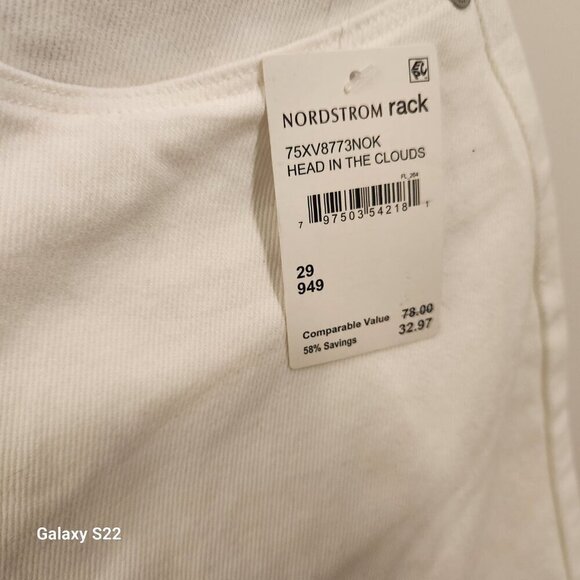 NORDSTROM rack
75XV8773NOK
HEAD IN THE CLOUDS
FL_264
7 97503 54218 1
29
949
Comparable Value 78.00
58% Savings 32.97
Galaxy S22